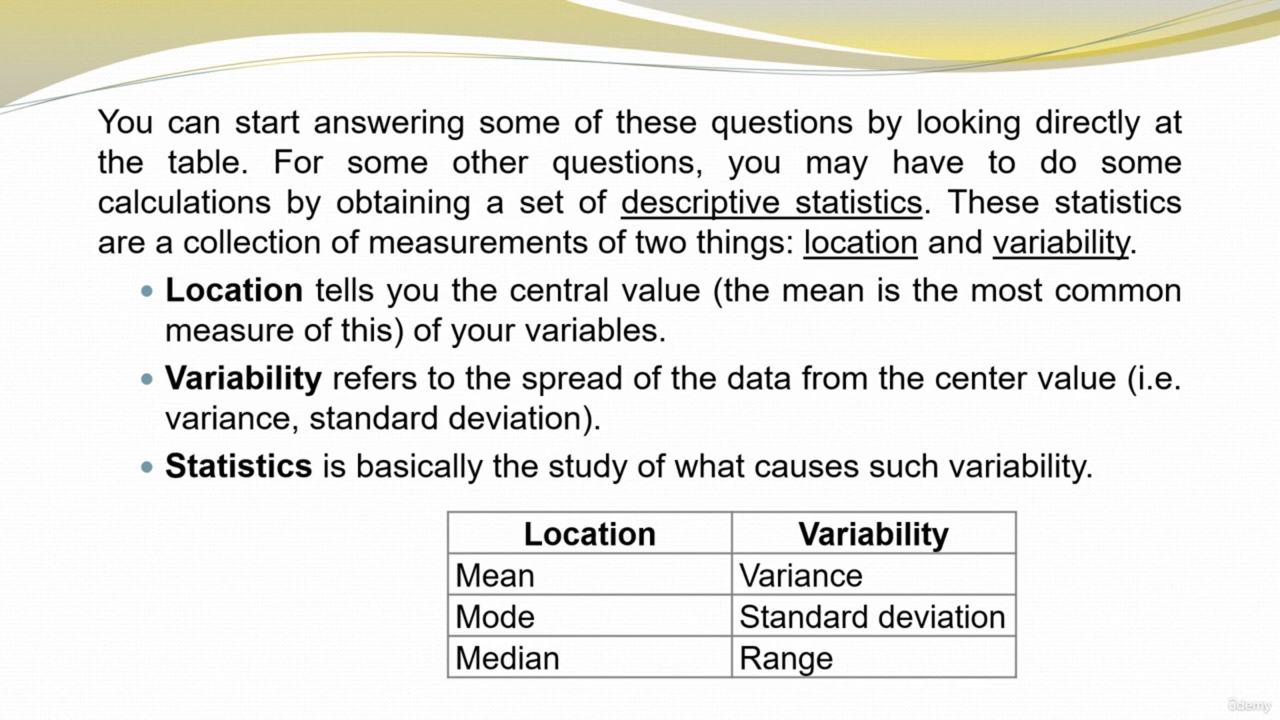 You can start answering some of these questions by looking directly at
the table. For some other questions, you may have to do some
calculations by obtaining a set of descriptive statistics. These statistics
are a collection of measurements of two things: location and variability.
• Location tells you the central value (the mean is the most common
measure of this) of your variables.
• Variability refers to the spread of the data from the center value (i.e.
variance, standard deviation).
• Statistics is basically the study of what causes such variability.
Location Variability
Mean Variance
Mode Standard deviation
Median Range
ûdemy